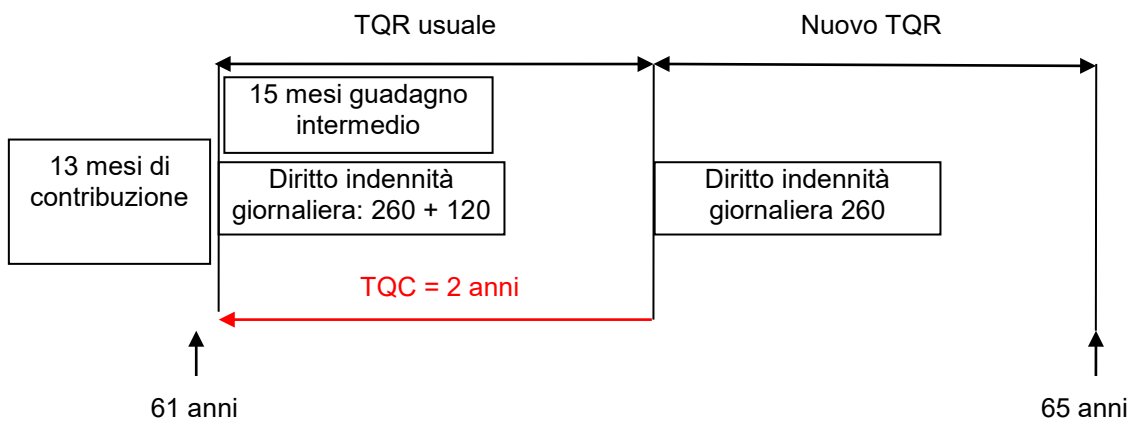 TQR usuale
Nuovo TQR
15 mesi guadagno
intermedio
13 mesi di
contribuzione
Diritto indennità
giornaliera: 260 + 120
Diritto indennità
giornaliera 260
TQC = 2 anni
61 anni
65 anni